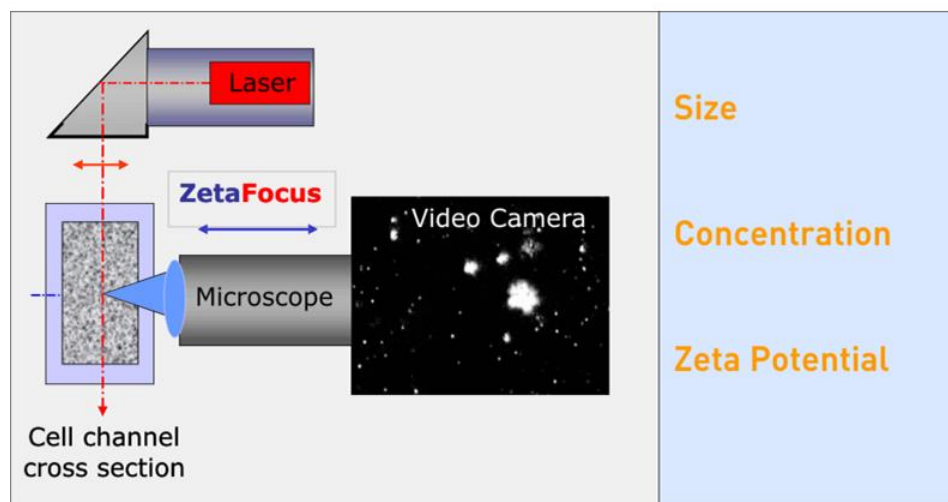 Laser
ZetaFocus
Video Camera
Microscope
Cell channel
cross section
Size
Concentration
Zeta Potential